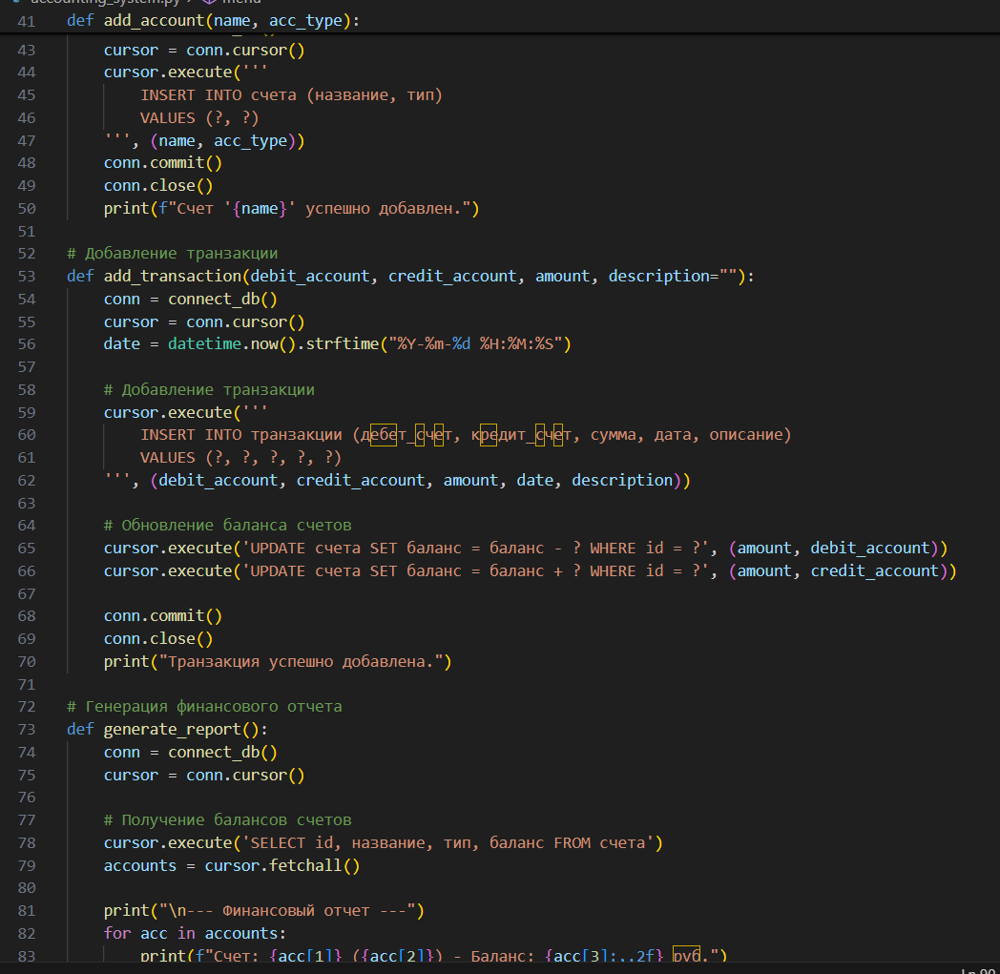 accounting_system.py > menu
41 def add_account(name, acc_type):
43 cursor = conn.cursor()
44 cursor.execute('''
45 INSERT INTO счета (название, тип)
46 VALUES (?, ?)
47 ''', (name, acc_type))
48 conn.commit()
49 conn.close()
50 print(f"Счет '{name}' успешно добавлен.")
51
52 # Добавление транзакции
53 def add_transaction(debit_account, credit_account, amount, description=""):
54 conn = connect_db()
55 cursor = conn.cursor()
56 date = datetime.now().strftime("%Y-%m-%d %H:%M:%S")
57
58 # Добавление транзакции
59 cursor.execute('''
60 INSERT INTO транзакции (дебет_счет, кредит_счет, сумма, дата, описание)
61 VALUES (?, ?, ?, ?, ?)
62 ''', (debit_account, credit_account, amount, date, description))
63
64 # Обновление баланса счетов
65 cursor.execute('UPDATE счета SET баланс = баланс - ? WHERE id = ?', (amount, debit_account))
66 cursor.execute('UPDATE счета SET баланс = баланс + ? WHERE id = ?', (amount, credit_account))
67
68 conn.commit()
69 conn.close()
70 print("Транзакция успешно добавлена.")
71
72 # Генерация финансового отчета
73 def generate_report():
74 conn = connect_db()
75 cursor = conn.cursor()
76
77 # Получение балансов счетов
78 cursor.execute('SELECT id, название, тип, баланс FROM счета')
79 accounts = cursor.fetchall()
80
81 print("\n--- Финансовый отчет ---")
82 for acc in accounts:
83 print(f"Счет: {acc[1]} ({acc[2]}) - Баланс: {acc[3]:,.2f} руб.")